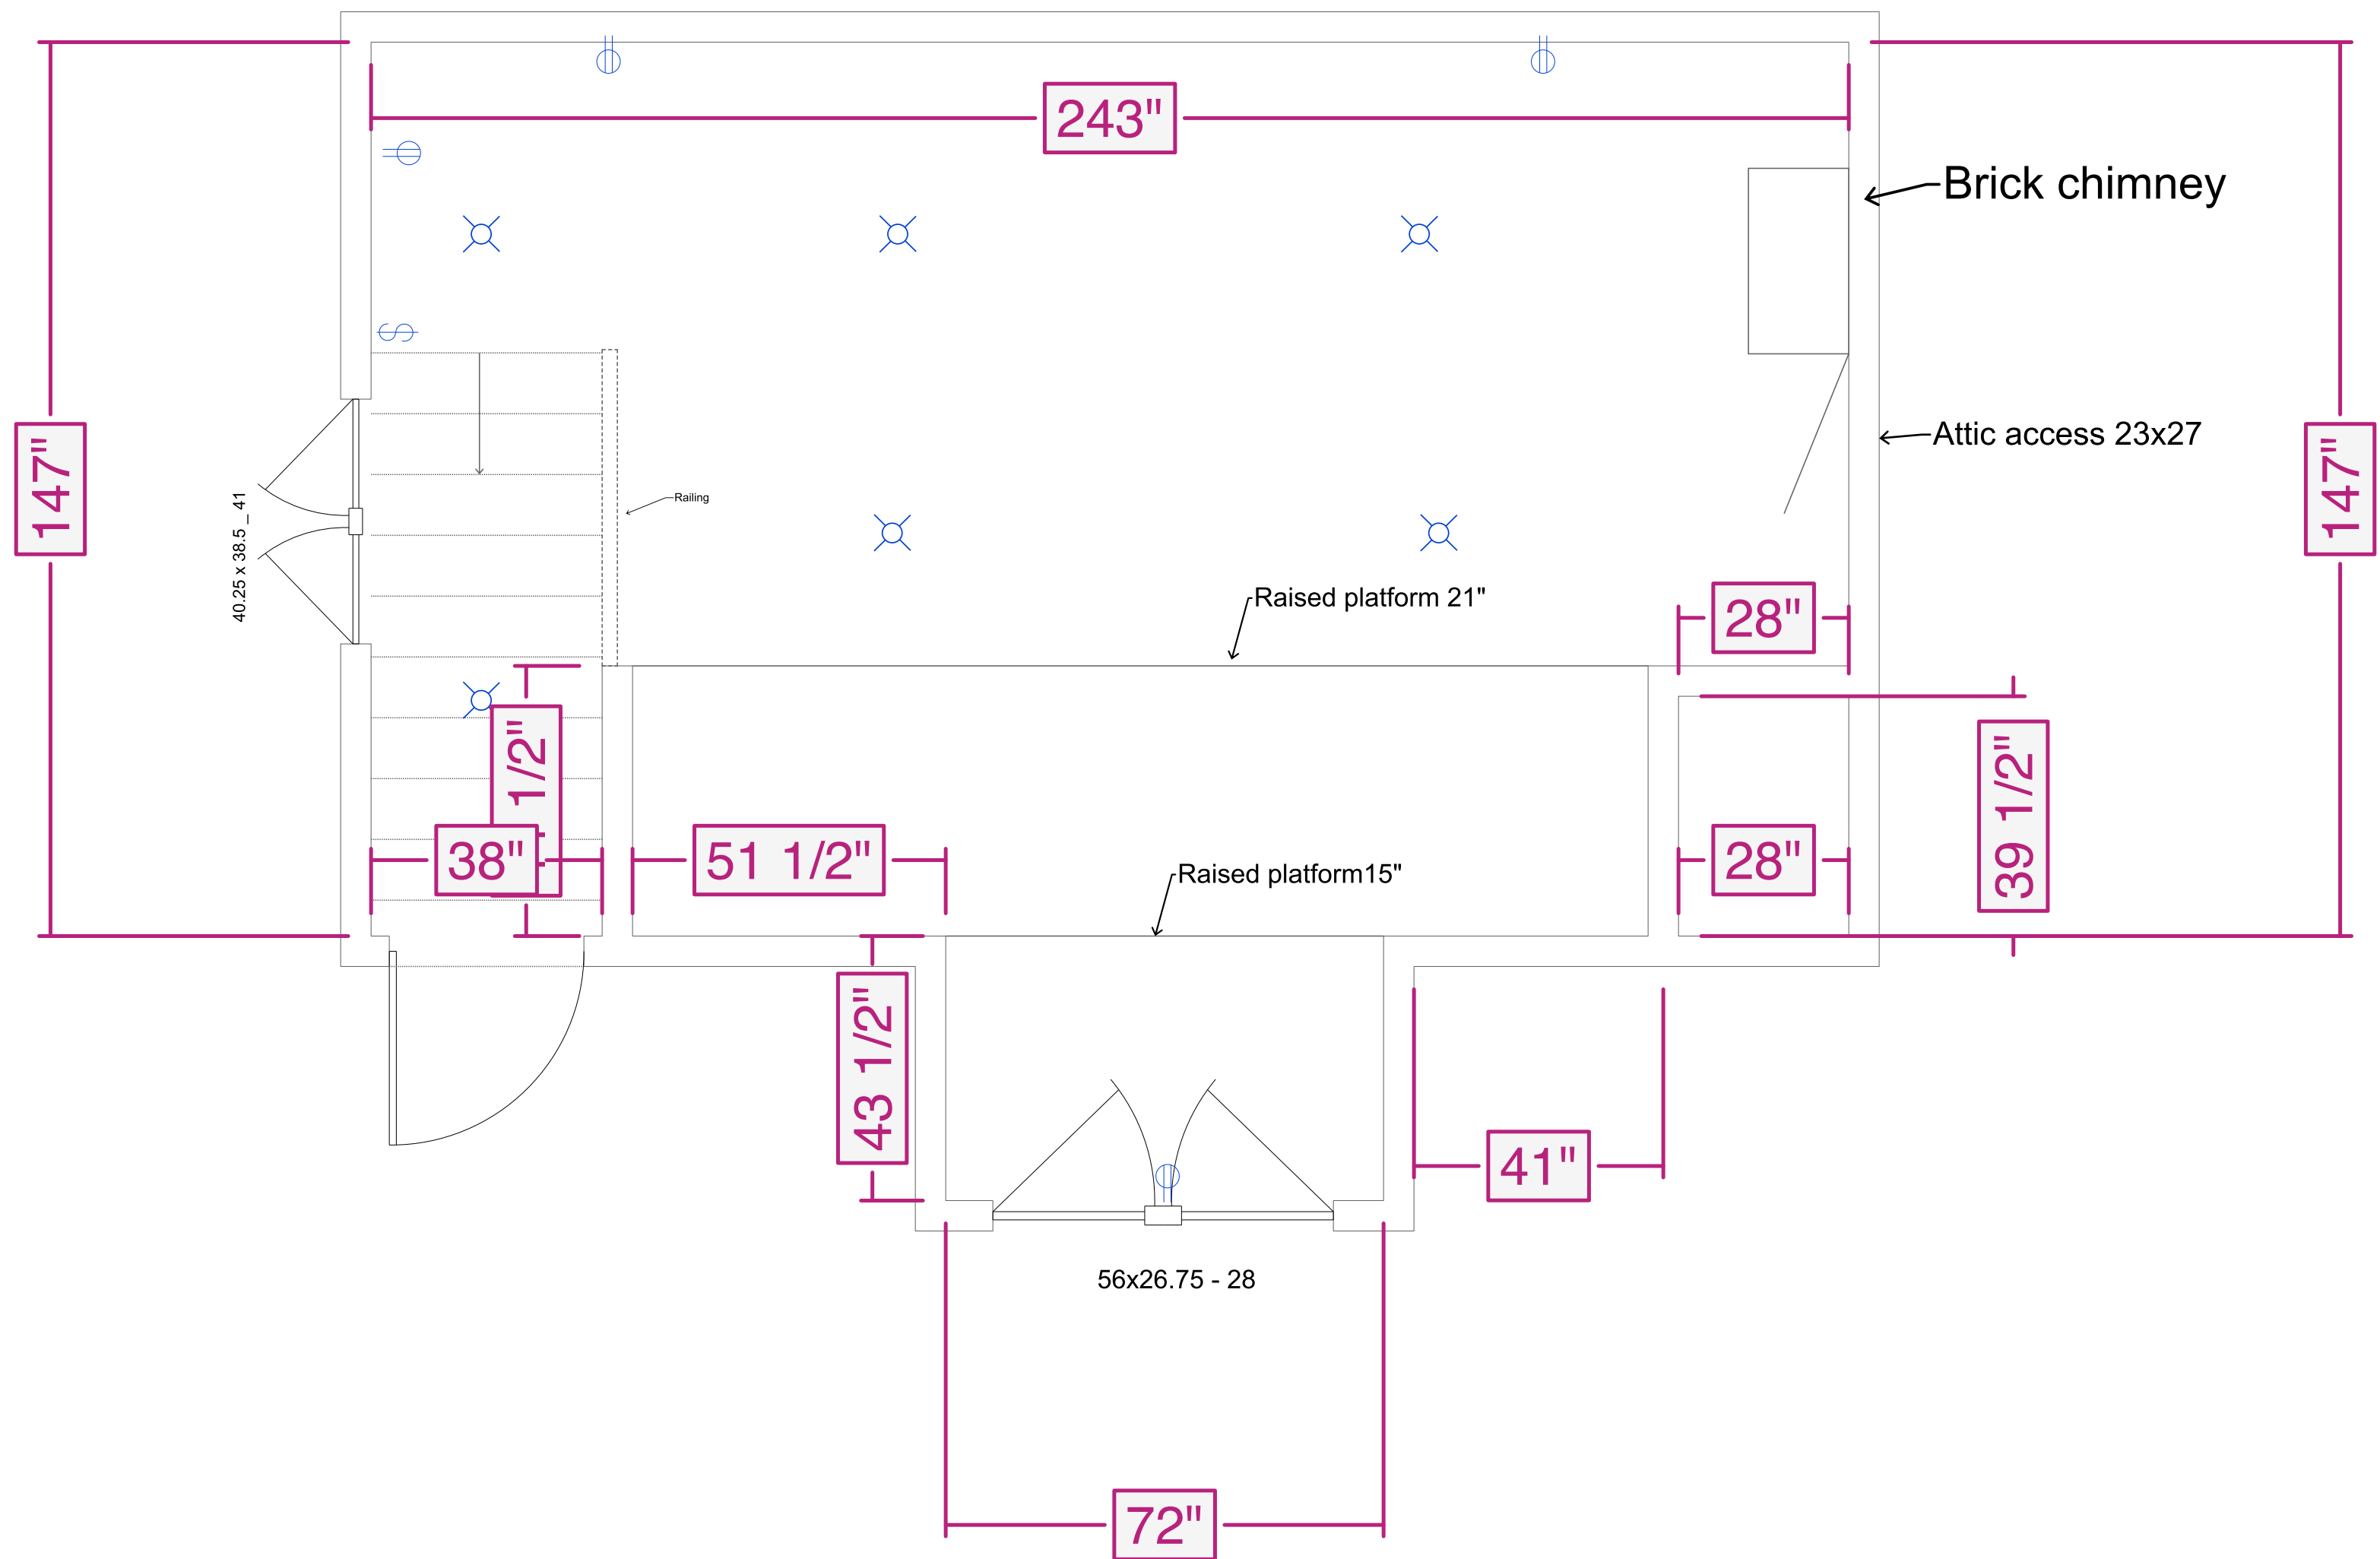 243"
Brick chimney
147"
40.25 x 38.5 _ 41
Railing
Attic access 23x27
147"
Raised platform 21"
28"
1/2"
38"
51 1/2"
Raised platform15"
28"
39 1/2"
43 1/2"
41"
56x26.75 - 28
72"